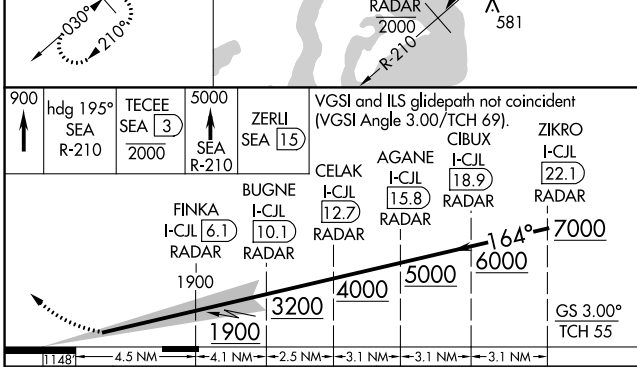 030°
210°
RADAR
2000
581
R-210
900
hdg 195°
SEA
R-210
TECEE
SEA 3
2000
5000
SEA
R-210
ZERLI
SEA 15
VGSI and ILS glidepath not coincident
(VGSI Angle 3.00/TCH 69).
ZIKRO
I-CJL
22.1
RADAR
CIBUX
I-CJL
18.9
RADAR
AGANE
I-CJL
15.8
RADAR
CELAK
I-CJL
12.7
RADAR
BUGNE
I-CJL
10.1
RADAR
FINKA
I-CJL 6.1
RADAR
1900
164°
7000
6000
5000
4000
3200
1900
GS 3.00°
TCH 55
1148'
4.5 NM
4.1 NM
2.5 NM
3.1 NM
3.1 NM
3.1 NM